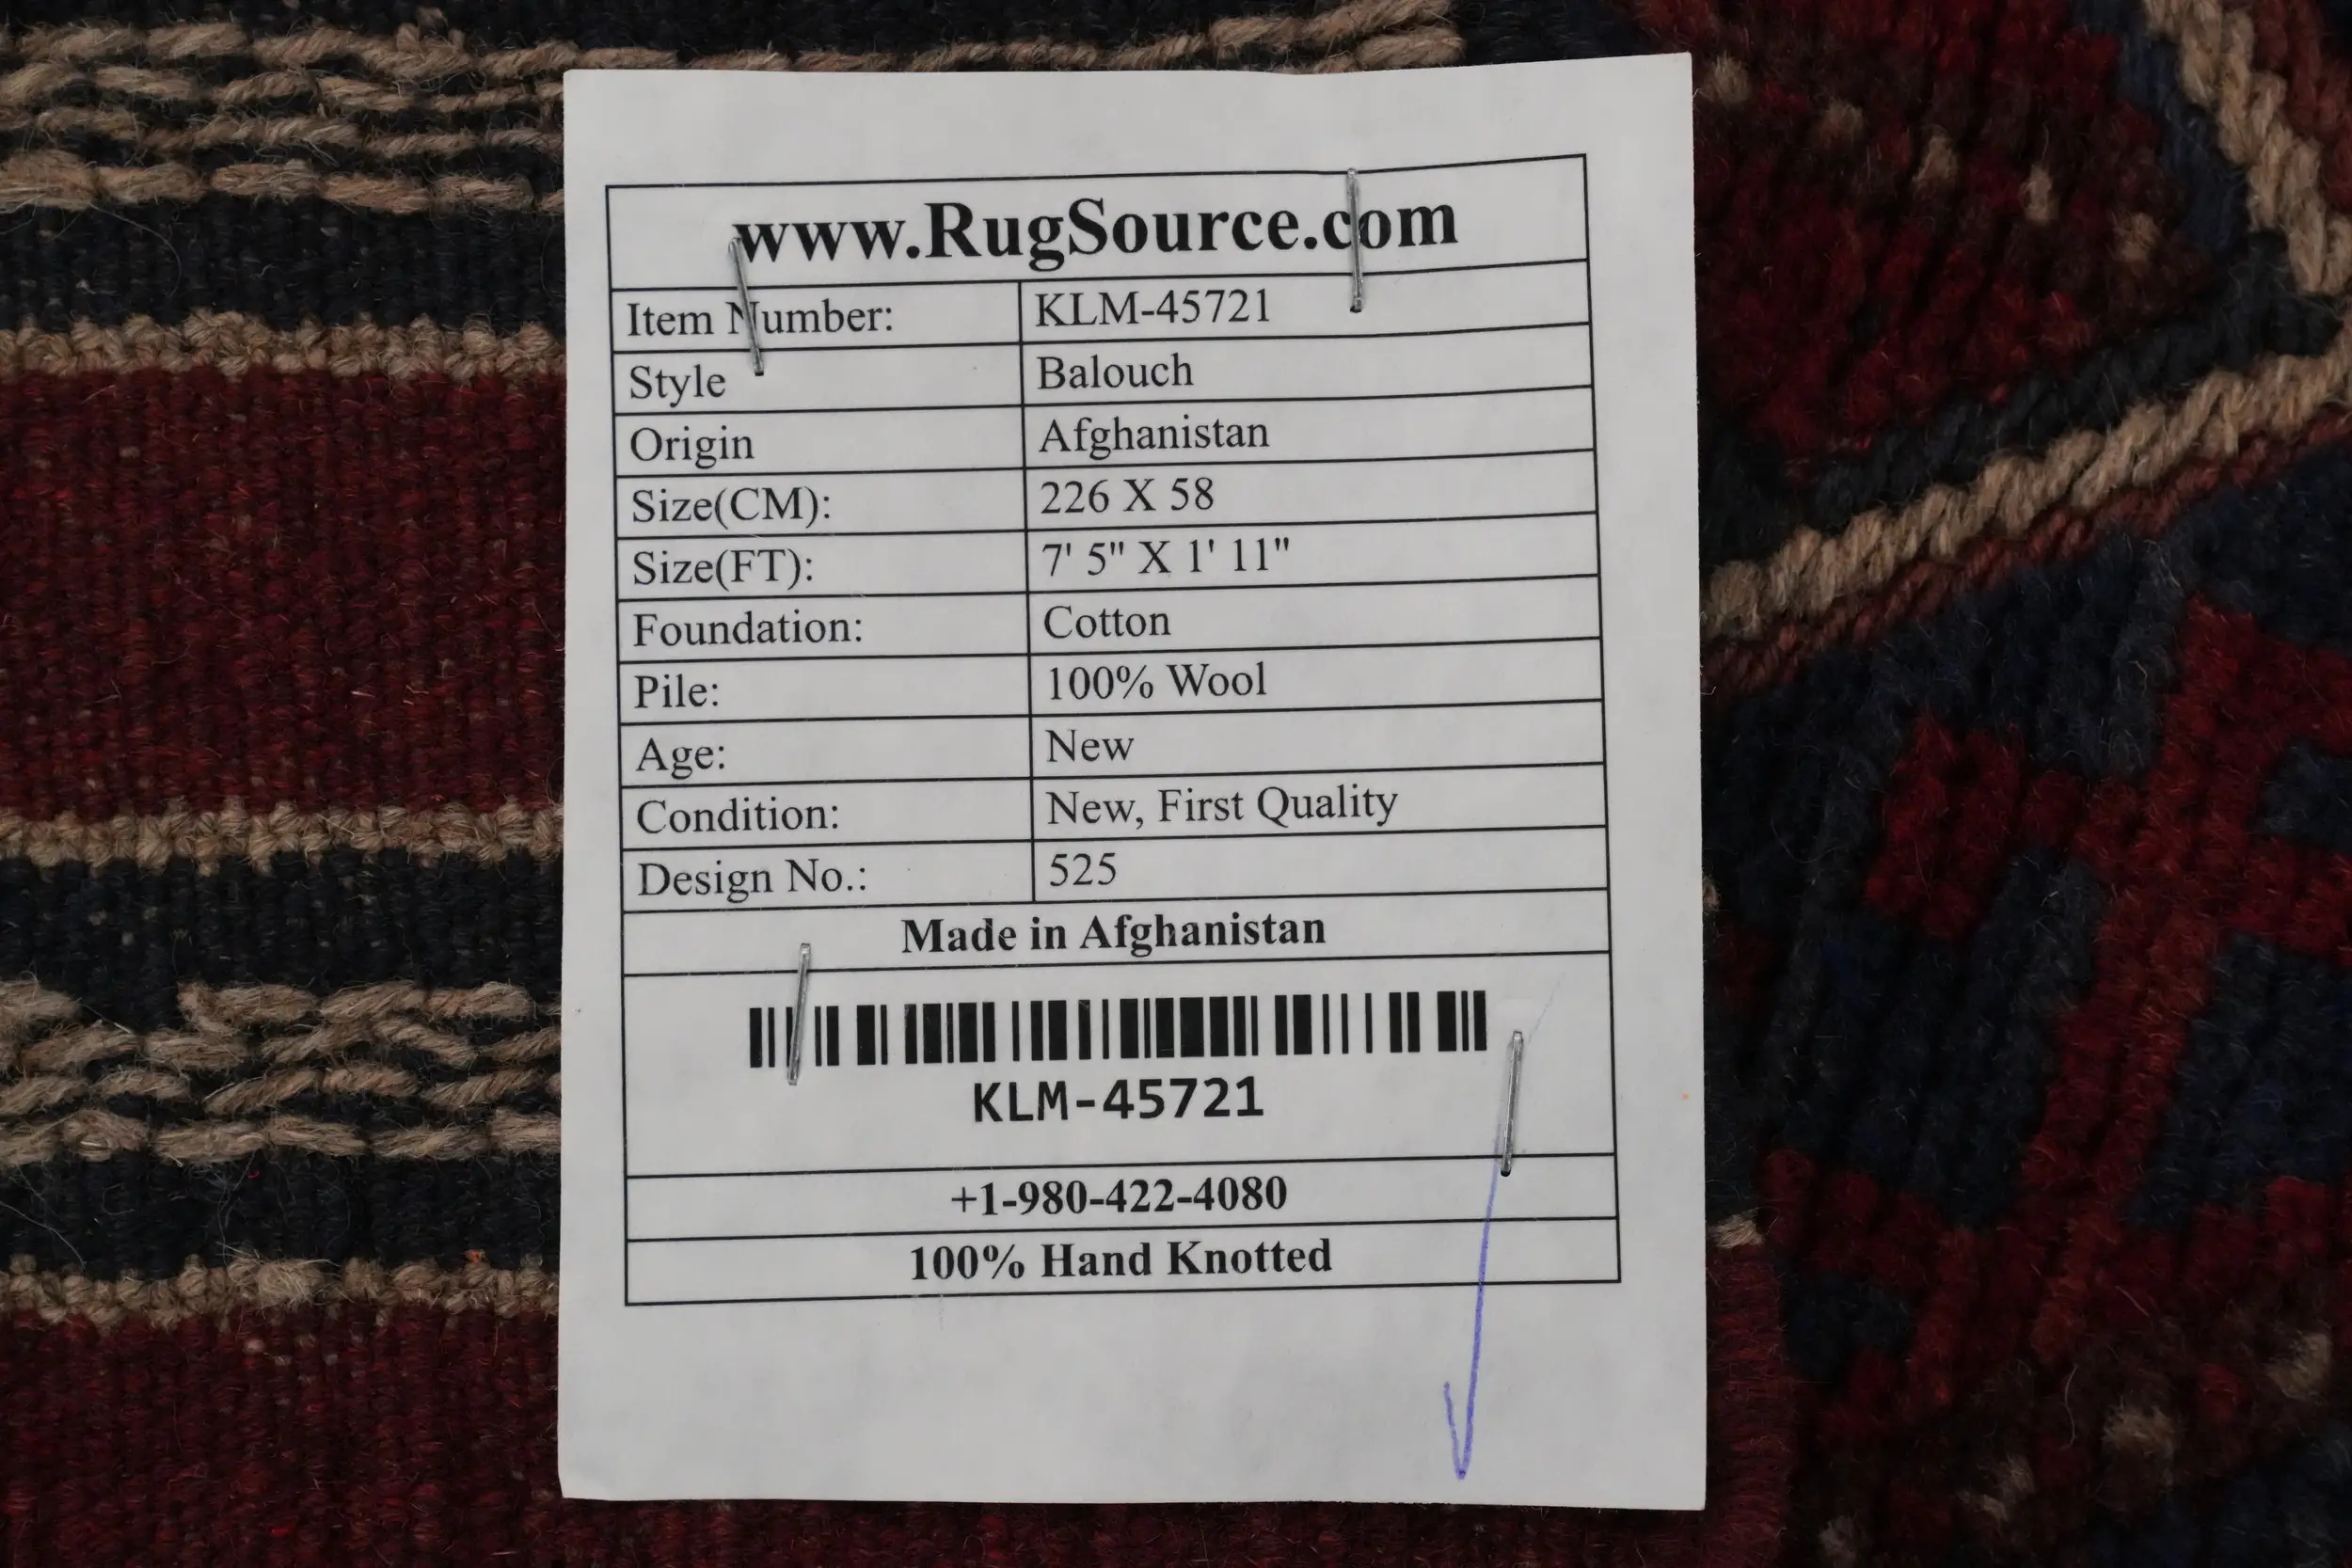 www.RugSource.com
Item Number: KLM-45721
Style Balouch
Origin Afghanistan
Size(CM): 226 X 58
Size(FT): 7' 5" X 1' 11"
Foundation: Cotton
Pile: 100% Wool
Age: New
Condition: New, First Quality
Design No.: 525
Made in Afghanistan
KLM-45721
+1-980-422-4080
100% Hand Knotted